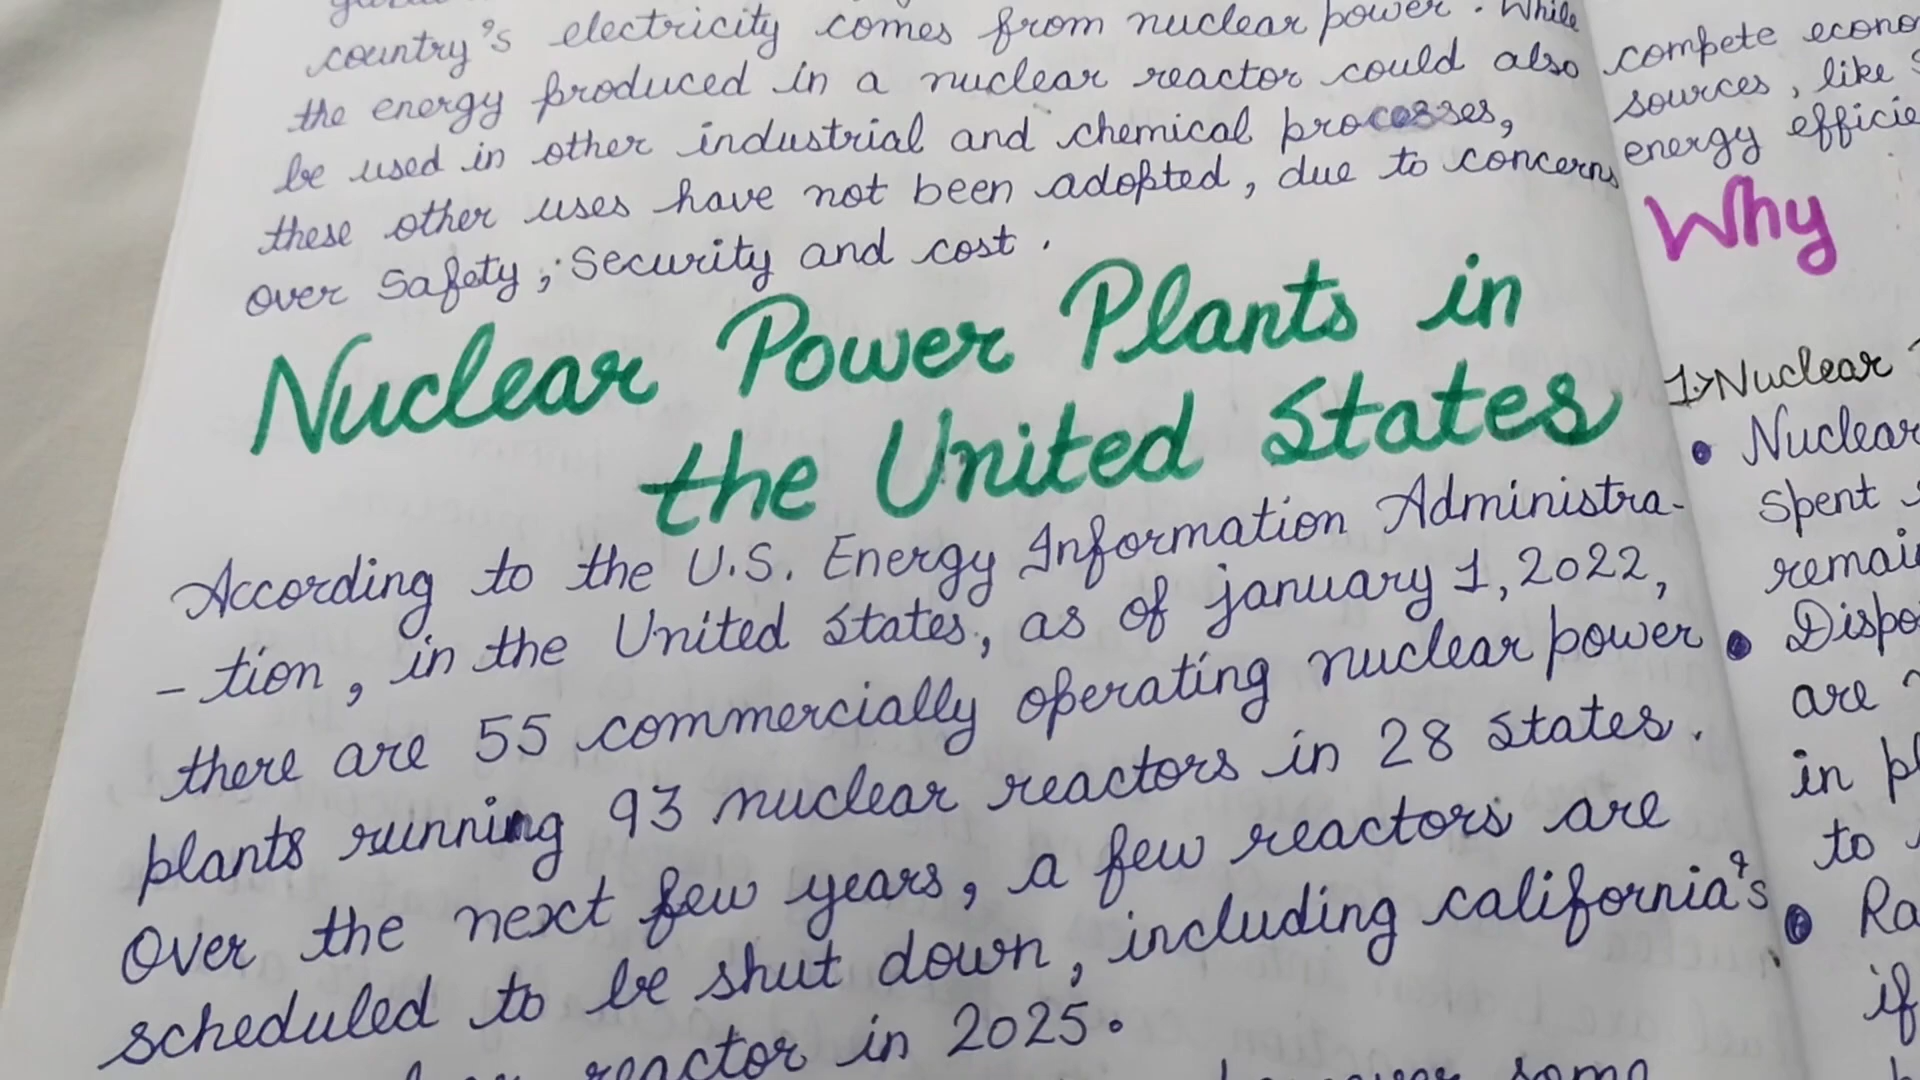 country's electricity comes from nuclear power. While
the energy produced in a nuclear reactor could also
be used in other industrial and chemical processes,
these other uses have not been adopted, due to concerns
over Safety, Security and cost.
Nuclear Power Plants in
the United States
According to the U.S. Energy Information Administra-
-tion, in the United States, as of january 1, 2022,
there are 55 commercially operating nuclear power
plants running 93 nuclear reactors in 28 states.
Over the next few years, a few reactors are
scheduled to be shut down, including california's
reactor in 2025.
some
compete
sources, like
energy
Why
1>Nuclear
Nuclear
Spent
are
in
to
if